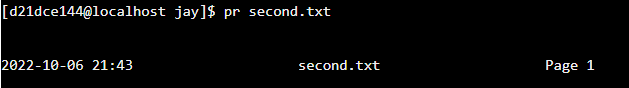 [d21dce144@localhost jay]$ pr second.txt
2022-10-06 21:43 second.txt Page 1